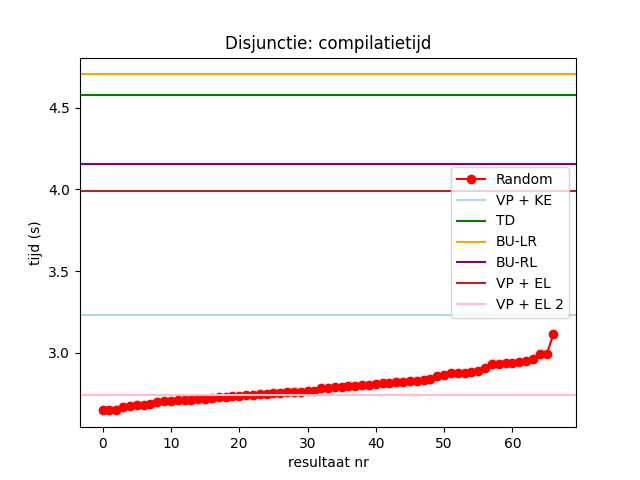 Disjunctie: compilatietijd
tijd (s)
4.5
4.0
3.5
3.0
Random
VP + KE
TD
BU-LR
BU-RL
VP + EL
VP + EL 2
0
10
20
30
40
50
60
resultaat nr